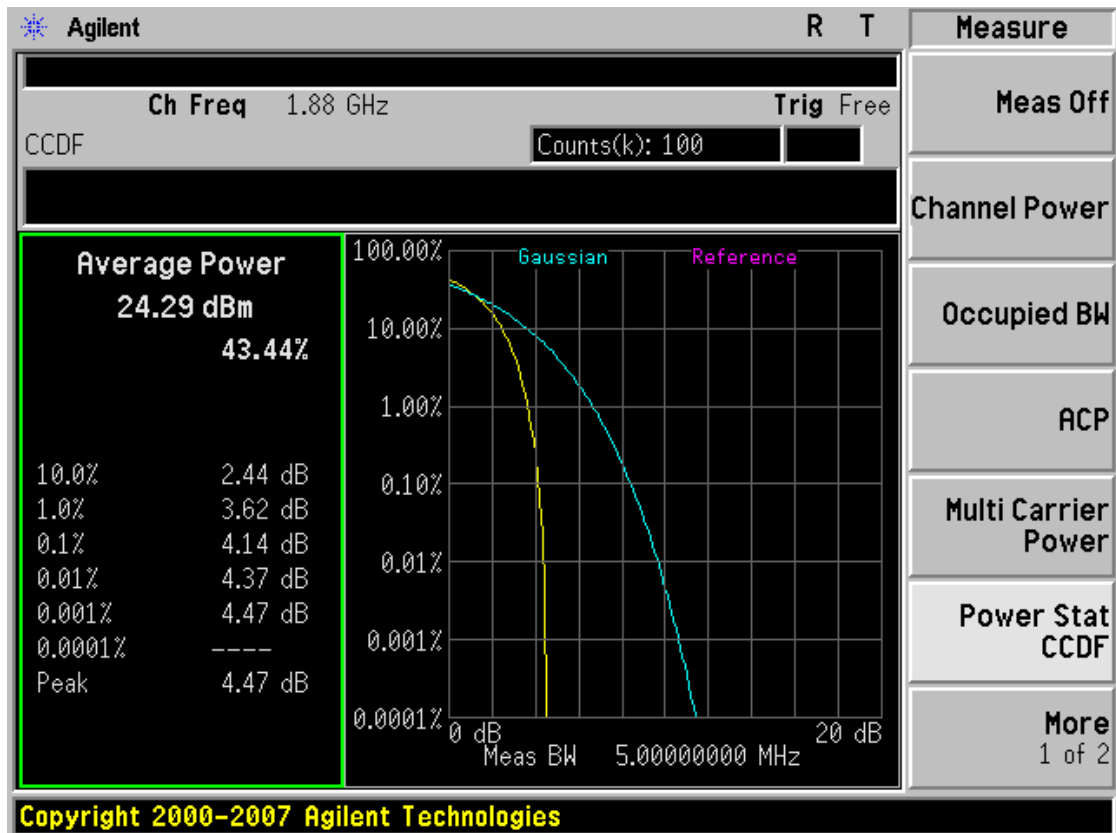 Agilent R T
Ch Freq 1.88 GHz Trig Free
CCDF Counts(k): 100
Average Power
24.29 dBm
43.44%
10.0% 2.44 dB
1.0% 3.62 dB
0.1% 4.14 dB
0.01% 4.37 dB
0.001% 4.47 dB
0.0001% ----
Peak 4.47 dB
Gaussian Reference
100.00%
10.00%
1.00%
0.10%
0.01%
0.001%
0.0001%
0 dB 20 dB
Meas BW 5.00000000 MHz
Measure
Meas Off
Channel Power
Occupied BW
ACP
Multi Carrier
Power
Power Stat
CCDF
More
1 of 2
Copyright 2000-2007 Agilent Technologies